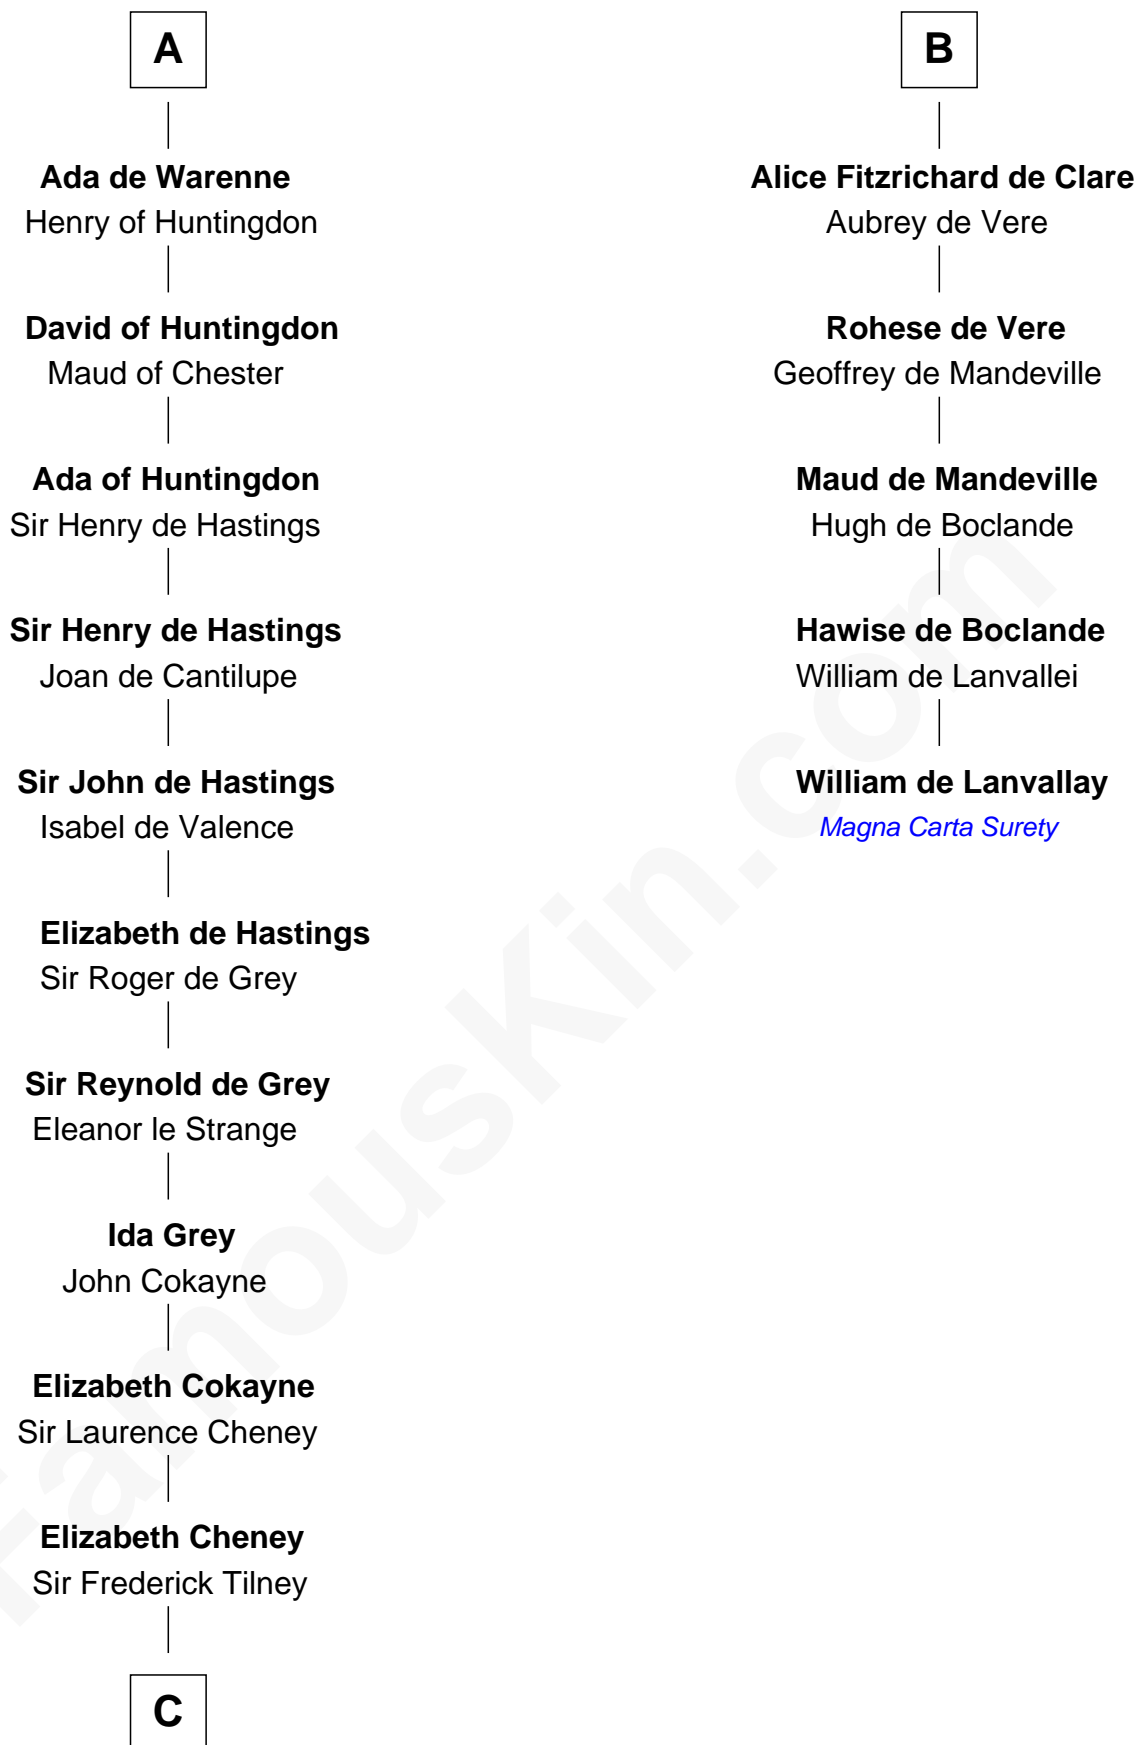 A
Ada de Warenne
Henry of Huntingdon
David of Huntingdon
Maud of Chester
Ada of Huntingdon
Sir Henry de Hastings
Sir Henry de Hastings
Joan de Cantilupe
Sir John de Hastings
Isabel de Valence
Elizabeth de Hastings
Sir Roger de Grey
Sir Reynold de Grey
Eleanor le Strange
Ida Grey
John Cokayne
Elizabeth Cokayne
Sir Laurence Cheney
Elizabeth Cheney
Sir Frederick Tilney
C
B
Alice Fitzrichard de Clare
Aubrey de Vere
Rohese de Vere
Geoffrey de Mandeville
Maud de Mandeville
Hugh de Boclande
Hawise de Boclande
William de Lanvallei
William de Lanvallay
Magna Carta Surety
FamousKin.com